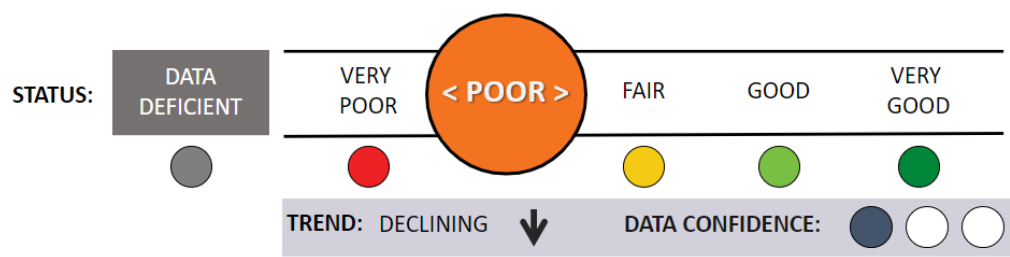 STATUS:
DATA
DEFICIENT
VERY
POOR
< POOR >
FAIR
GOOD
VERY
GOOD
TREND: DECLINING
DATA CONFIDENCE: